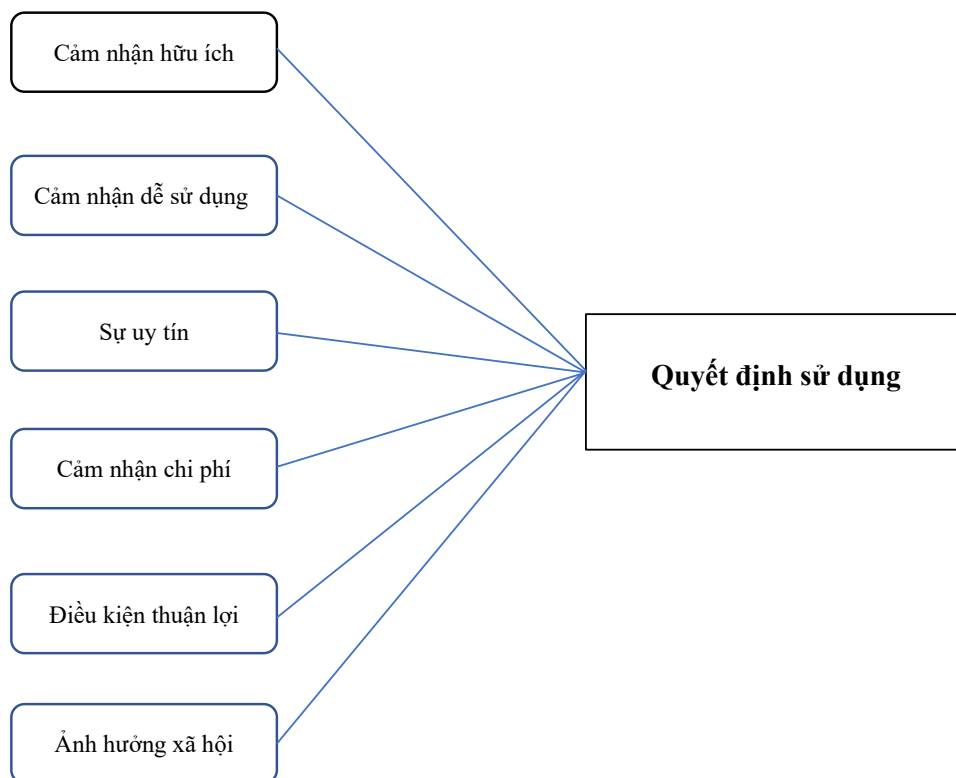 Cảm nhận hữu ích
Cảm nhận dễ sử dụng
Sự uy tín
Quyết định sử dụng
Cảm nhận chi phí
Điều kiện thuận lợi
Ảnh hưởng xã hội